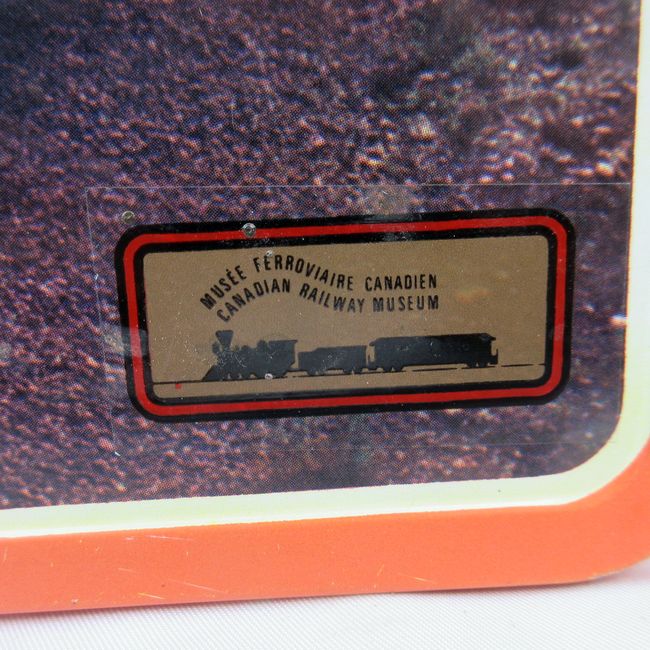 MUSÉE FERROVIAIRE CANADIEN
CANADIAN RAILWAY MUSEUM